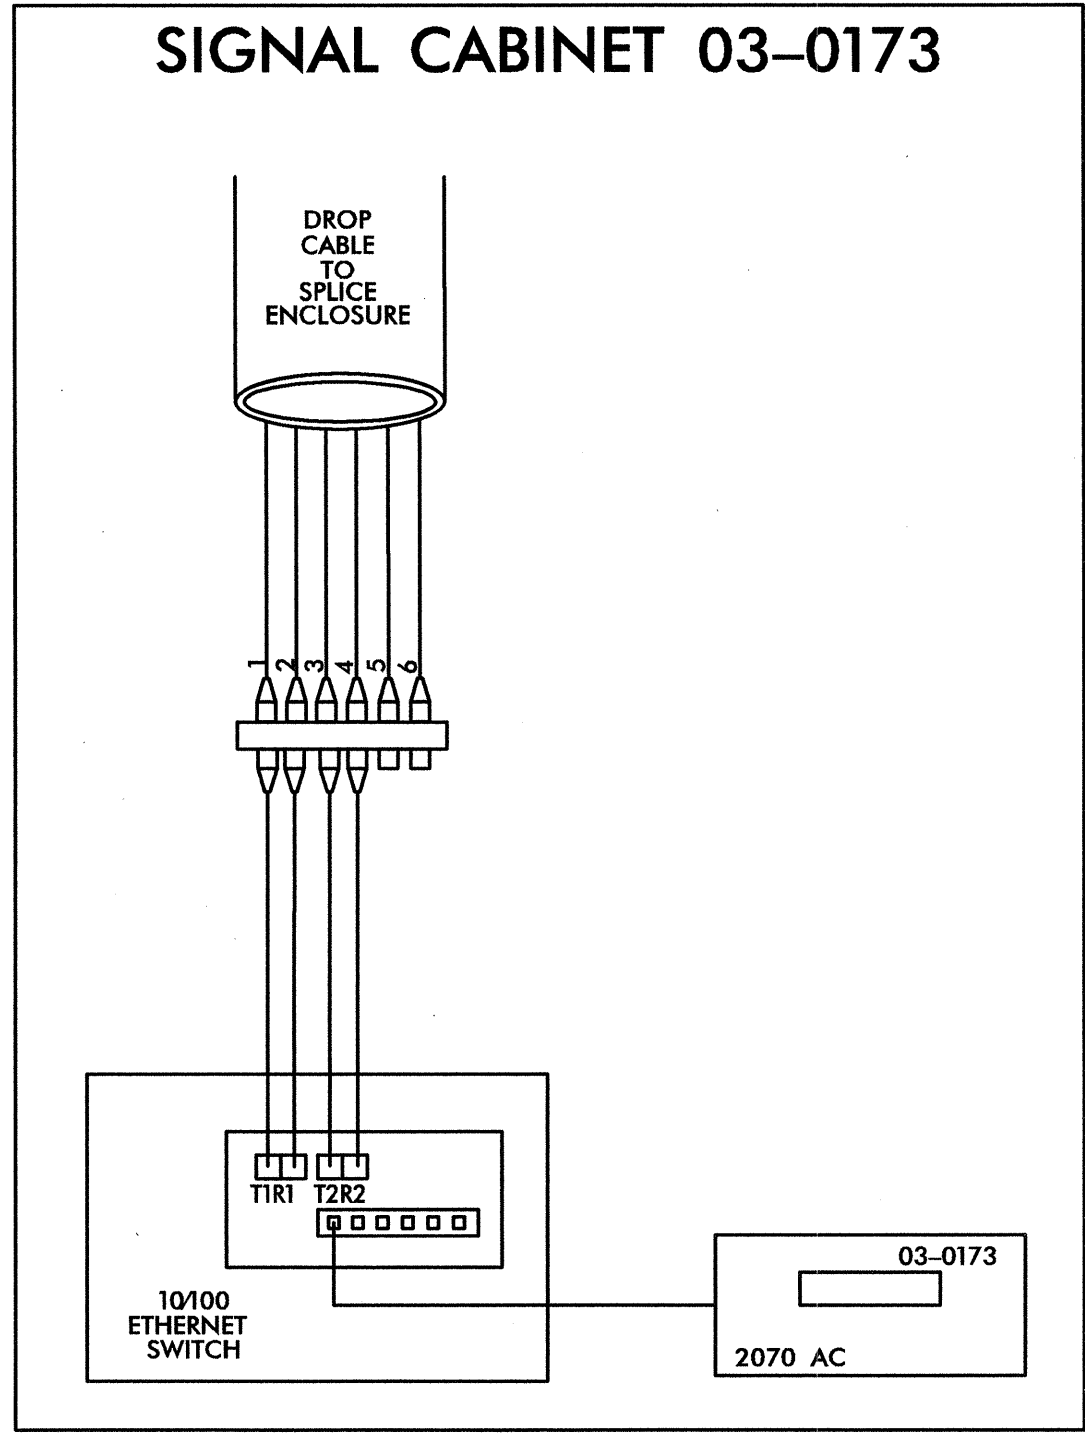 SIGNAL CABINET 03-0173
DROP
CABLE
TO
SPLICE
ENCLOSURE
1 2 3 4 5 6
T1R1 T2R2
03-0173
10/100
ETHERNET
SWITCH
2070 AC